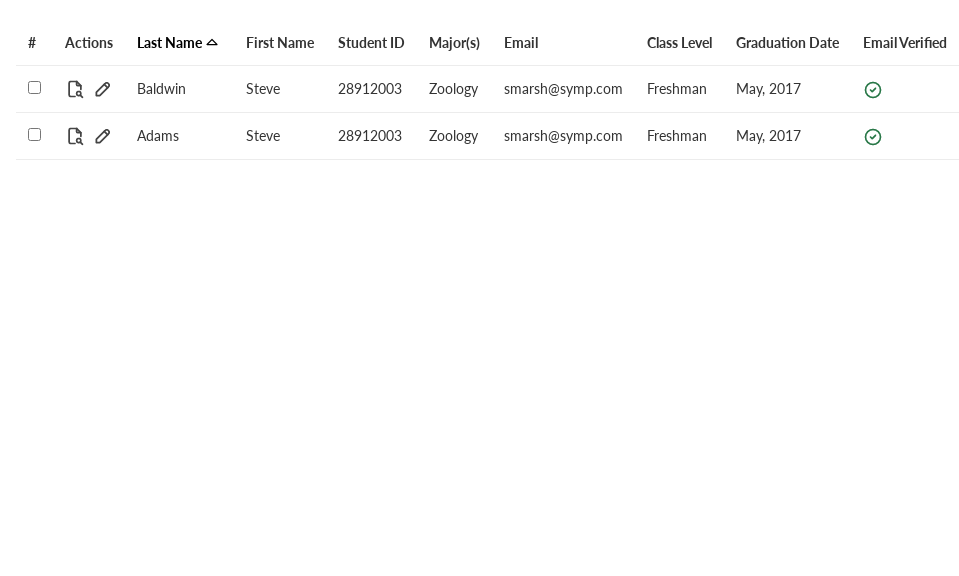 # Actions Last Name First Name Student ID Major(s) Email Class Level Graduation Date Email Verified
Baldwin Steve 28912003 Zoology smarsh@symp.com Freshman May, 2017
Adams Steve 28912003 Zoology smarsh@symp.com Freshman May, 2017